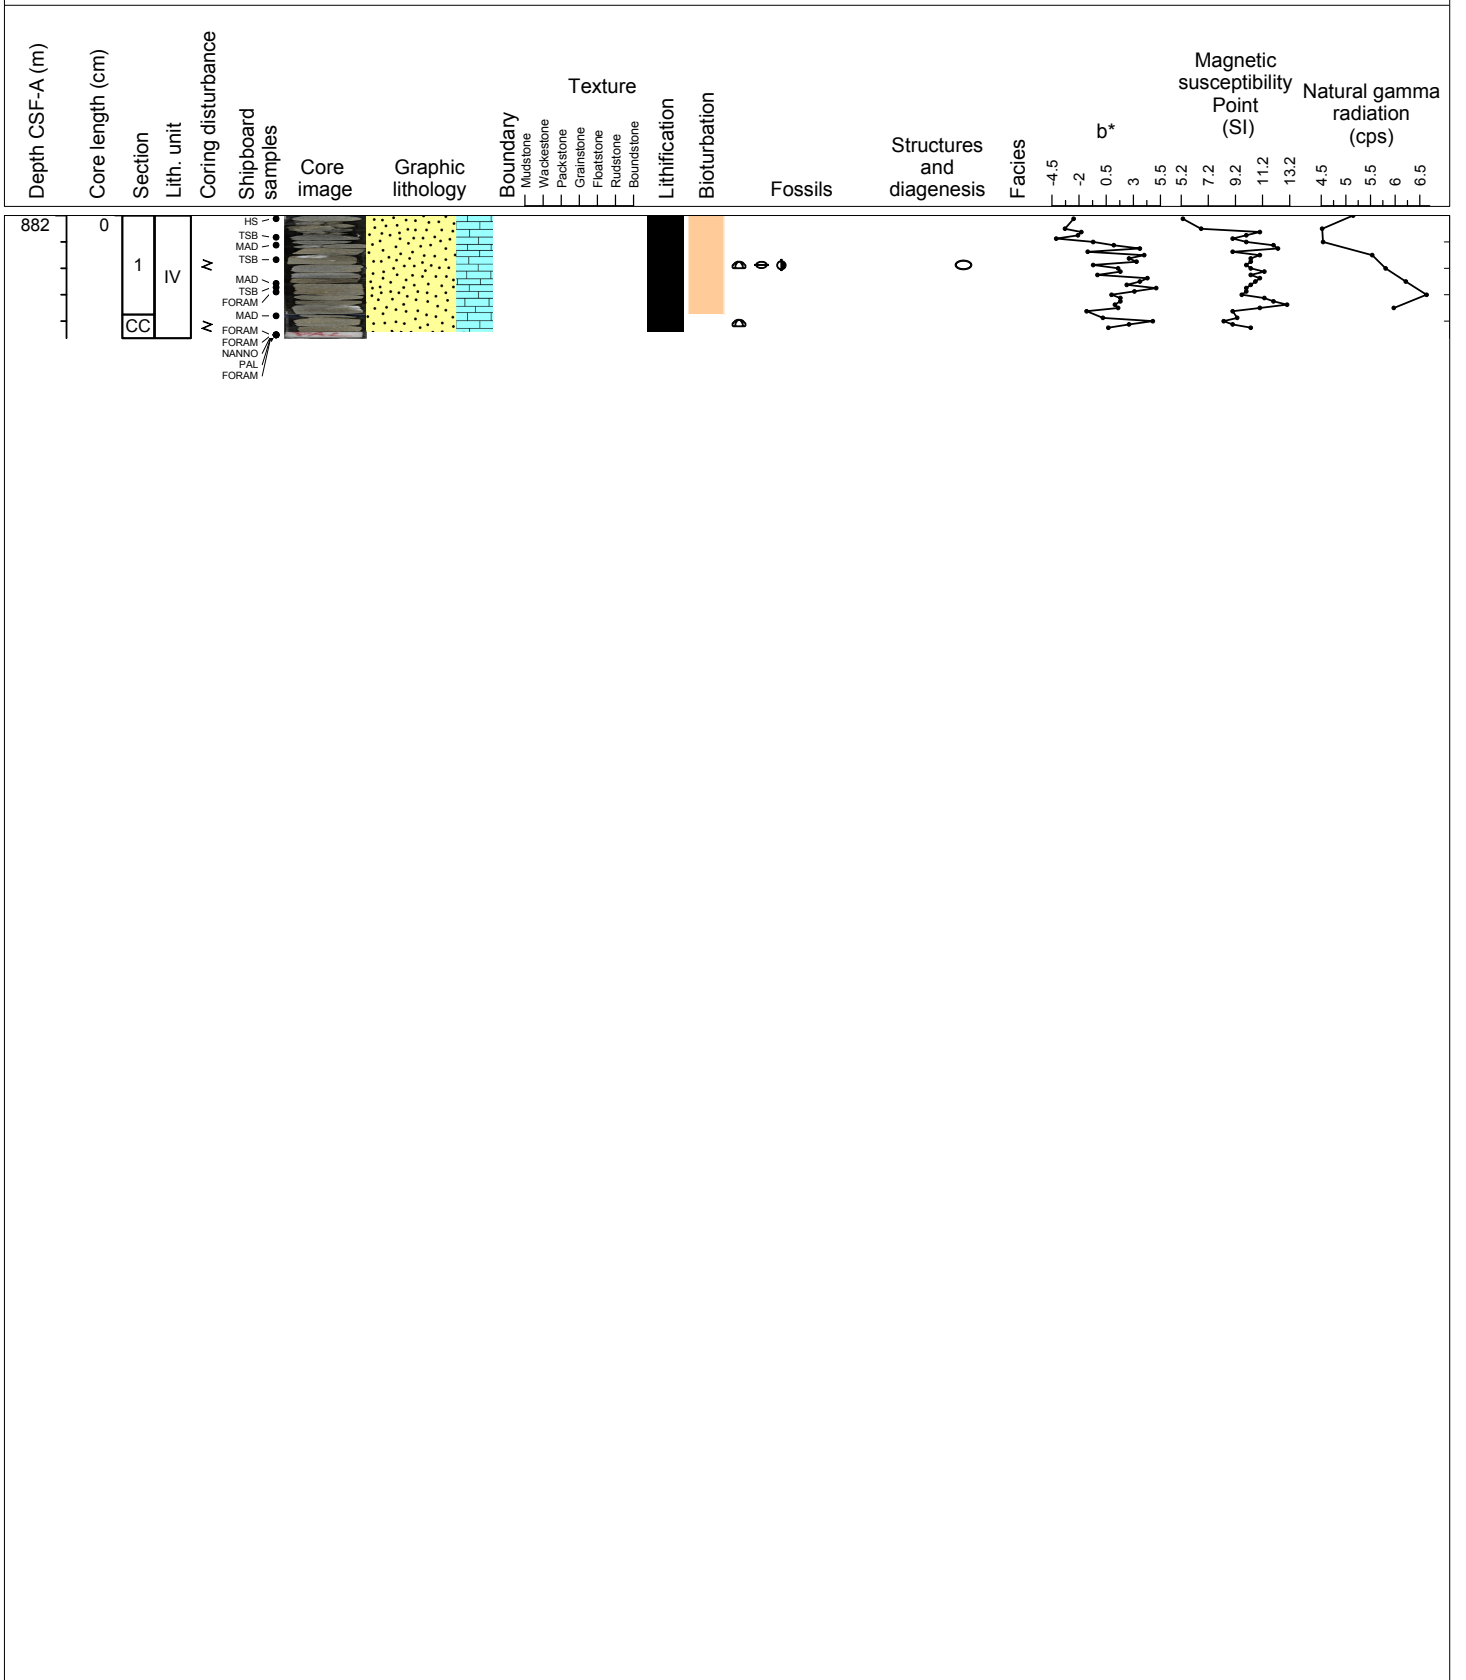 Depth CSF-A (m)
Core length (cm)
Section
Lith. unit
Coring disturbance
Shipboard
samples
Core
image
Graphic
lithology
Boundary
Texture
Mudstone
Wackestone
Packstone
Grainstone
Floatstone
Rudstone
Boundstone
Lithification
Bioturbation
Fossils
Structures
and
diagenesis
Facies
b*
-4.5
-2
0.5
3
5.5
Magnetic
susceptibility
Point
(SI)
5.2
7.2
9.2
11.2
13.2
Natural gamma
radiation
(cps)
4.5
5
5.5
6
6.5
882
0
1
CC
IV
HS
TSB
MAD
TSB
MAD
TSB
FORAM
MAD
FORAM
FORAM
NANNO
PAL
FORAM